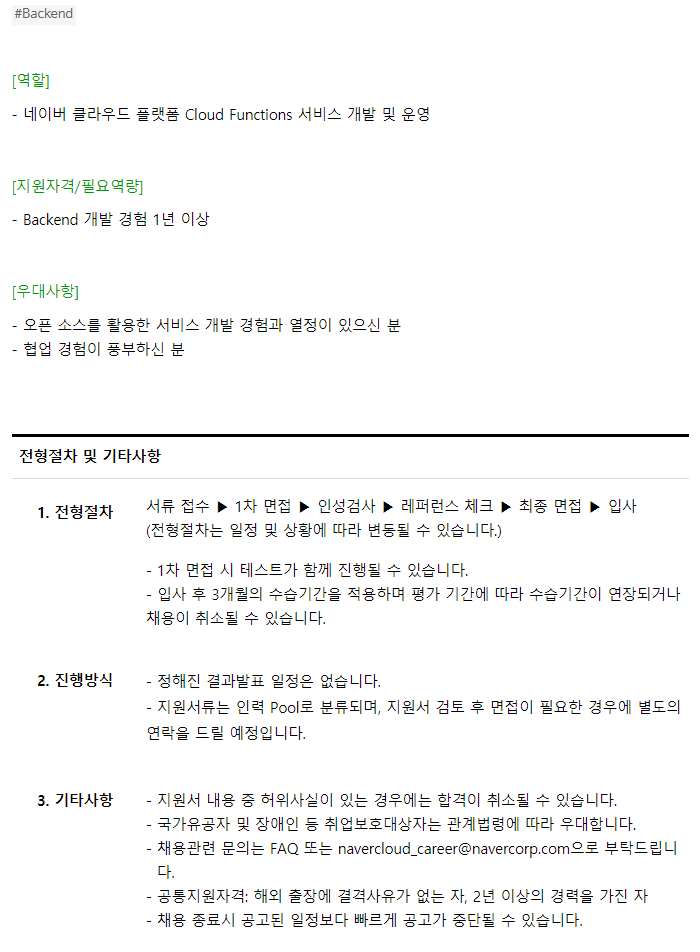 #Backend
[역할]
- 네이버 클라우드 플랫폼 Cloud Functions 서비스 개발 및 운영
[지원자격/필요역량]
- Backend 개발 경험 1년 이상
[우대사항]
- 오픈 소스를 활용한 서비스 개발 경험과 열정이 있으신 분
- 협업 경험이 풍부하신 분
전형절차 및 기타사항
1. 전형절차
서류 접수 ▶ 1차 면접 ▶ 인성검사 ▶ 레퍼런스 체크 ▶ 최종 면접 ▶ 입사
(전형절차는 일정 및 상황에 따라 변동될 수 있습니다.)
- 1차 면접 시 테스트가 함께 진행될 수 있습니다.
- 입사 후 3개월의 수습기간을 적용하며 평가 기간에 따라 수습기간이 연장되거나
채용이 취소될 수 있습니다.
2. 진행방식
- 정해진 결과발표 일정은 없습니다.
- 지원서류는 인력 Pool로 분류되며, 지원서 검토 후 면접이 필요한 경우에 별도의
연락을 드릴 예정입니다.
3. 기타사항
- 지원서 내용 중 허위사실이 있는 경우에는 합격이 취소될 수 있습니다.
- 국가유공자 및 장애인 등 취업보호대상자는 관계법령에 따라 우대합니다.
- 채용관련 문의는 FAQ 또는 navercloud_career@navercorp.com으로 부탁드립니
다.
- 공통지원자격: 해외 출장에 결격사유가 없는 자, 2년 이상의 경력을 가진 자
- 채용 종료시 공고된 일정보다 빠르게 공고가 중단될 수 있습니다.